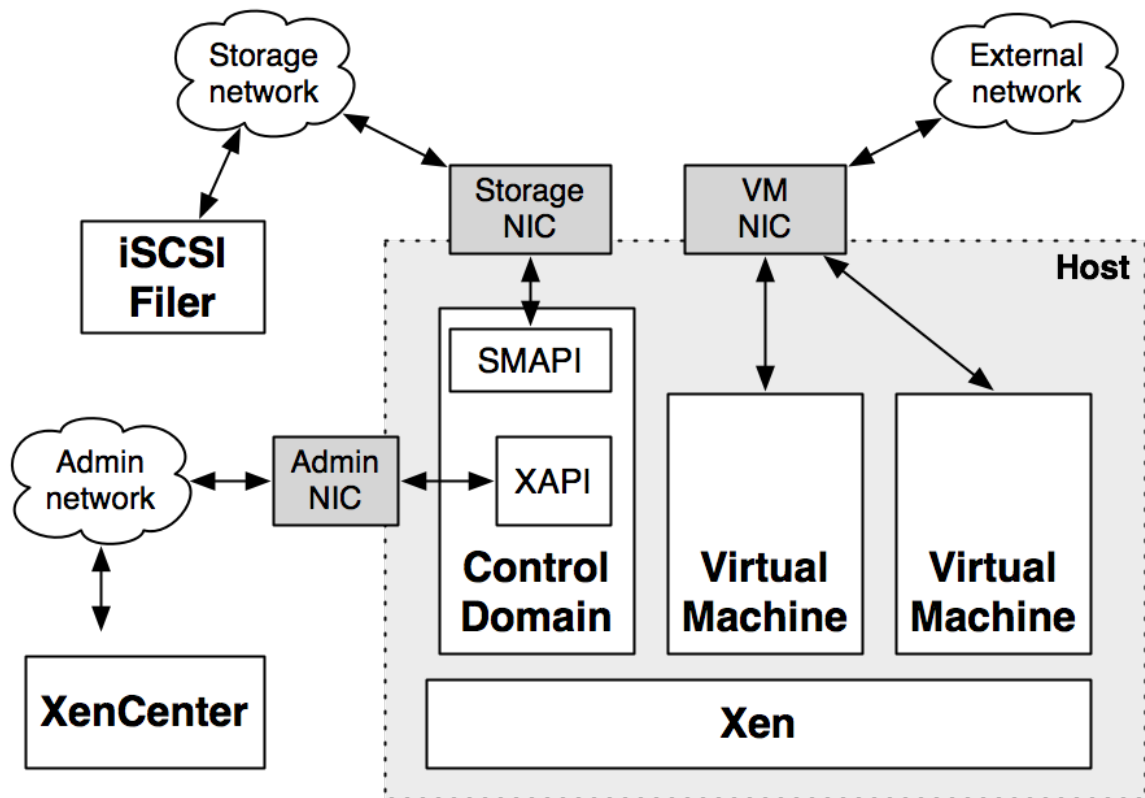 Storage
network
External
network
Storage
NIC
VM
NIC
iSCSI
Filer
Host
SMAPI
Admin
network
Admin
NIC
XAPI
Control
Domain
Virtual
Machine
Virtual
Machine
XenCenter
Xen